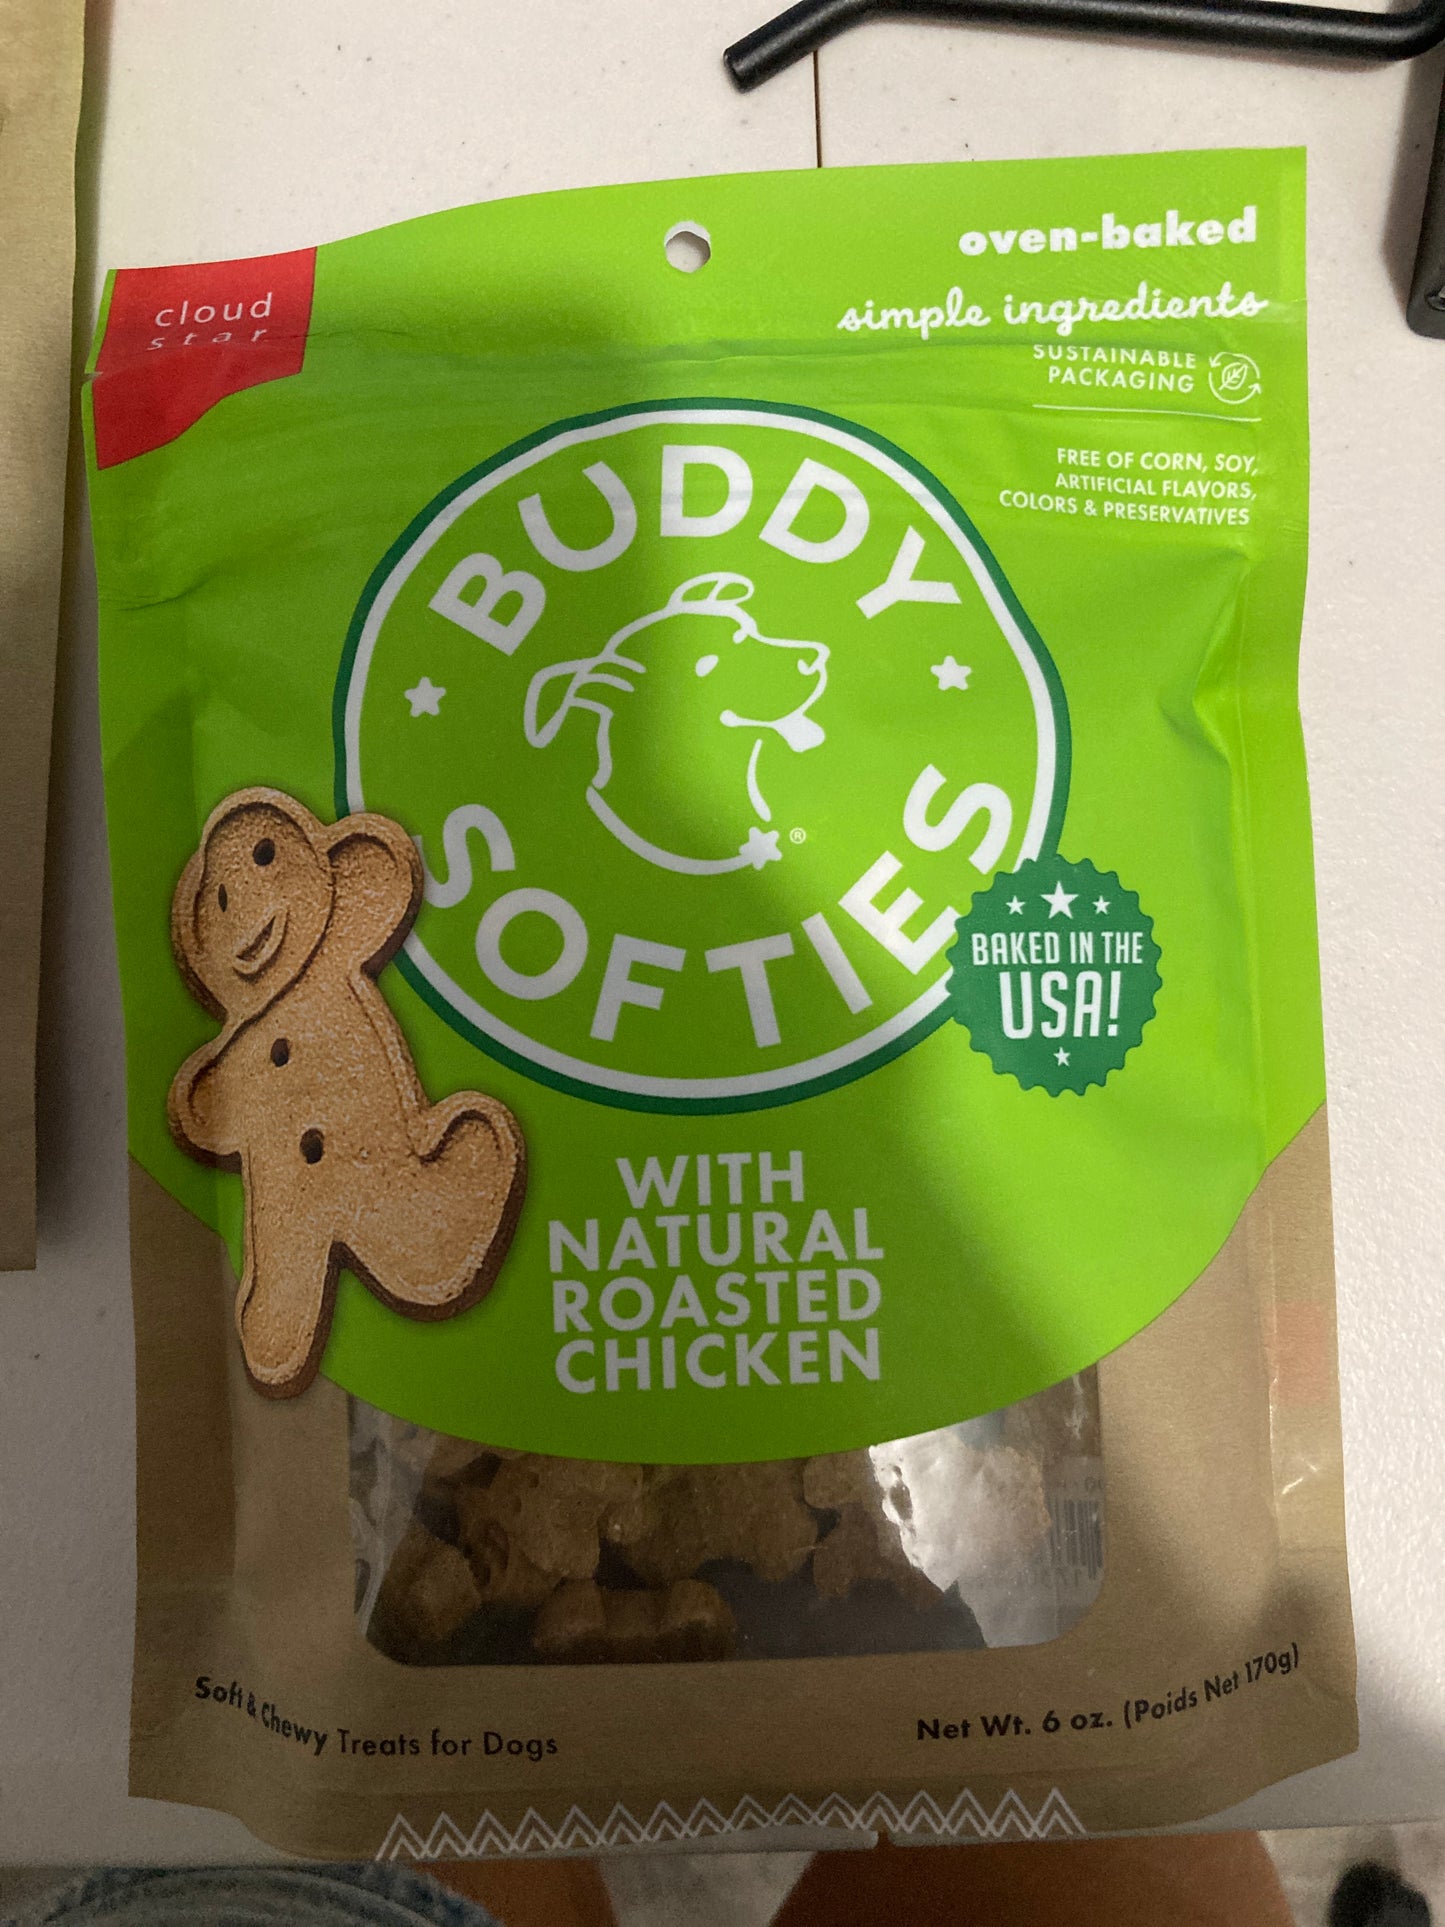 cloud
star
oven-baked
simple ingredients
SUSTAINABLE
PACKAGING
FREE OF CORN, SOY,
ARTIFICIAL FLAVORS,
COLORS & PRESERVATIVES
BUDDY
SOFTIES
®
BAKED IN THE
USA!
WITH
NATURAL
ROASTED
CHICKEN
Soft & Chewy Treats for Dogs
Net Wt. 6 oz. (Poids Net 170g)